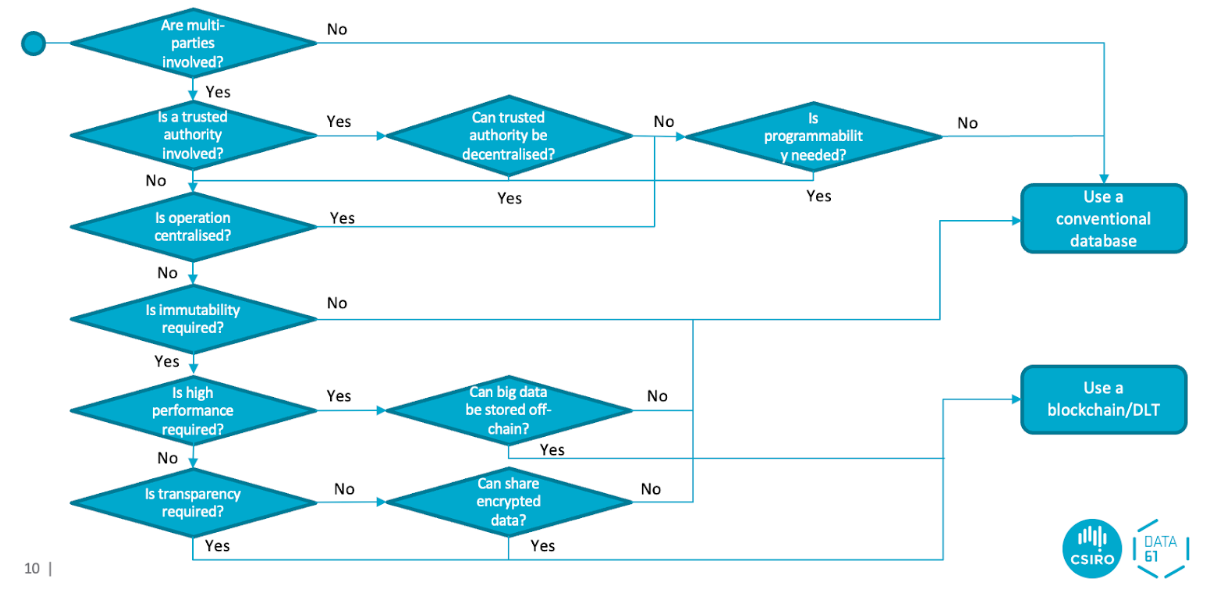 Are multi-
parties
involved?
No
Yes
Is a trusted
authority
involved?
Yes
Can trusted
authority be
decentralised?
No
Is
programmabilit
y needed?
No
No
Yes
Yes
Use a
conventional
database
Is operation
centralised?
Yes
No
Is immutability
required?
No
Yes
Is high
performance
required?
Yes
Can big data
be stored off-
chain?
No
Use a
blockchain/DLT
No
Yes
Is transparency
required?
No
Can share
encrypted
data?
No
Yes
Yes
10 |
CSIRO
DATA
61